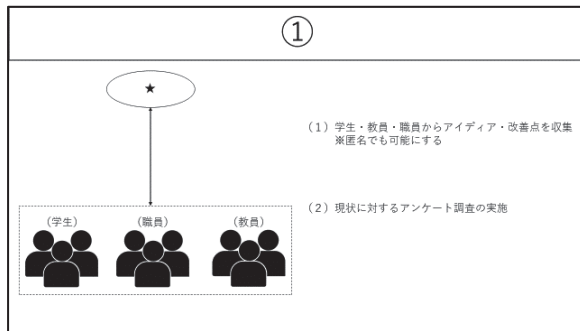 ①
★
(1)学生・教員・職員からアイディア・改善点を収集
※匿名でも可能にする
(2)現状に対するアンケート調査の実施
(学生) (職員) (教員)